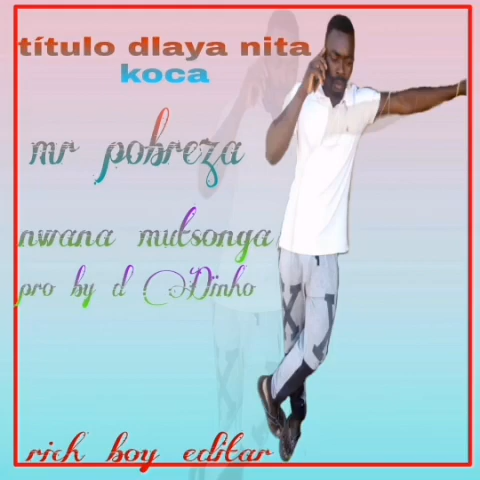 título dlaya nita
koca
mr pobreza
nwana mutsonga
pro by d Dinho
rich boy editar